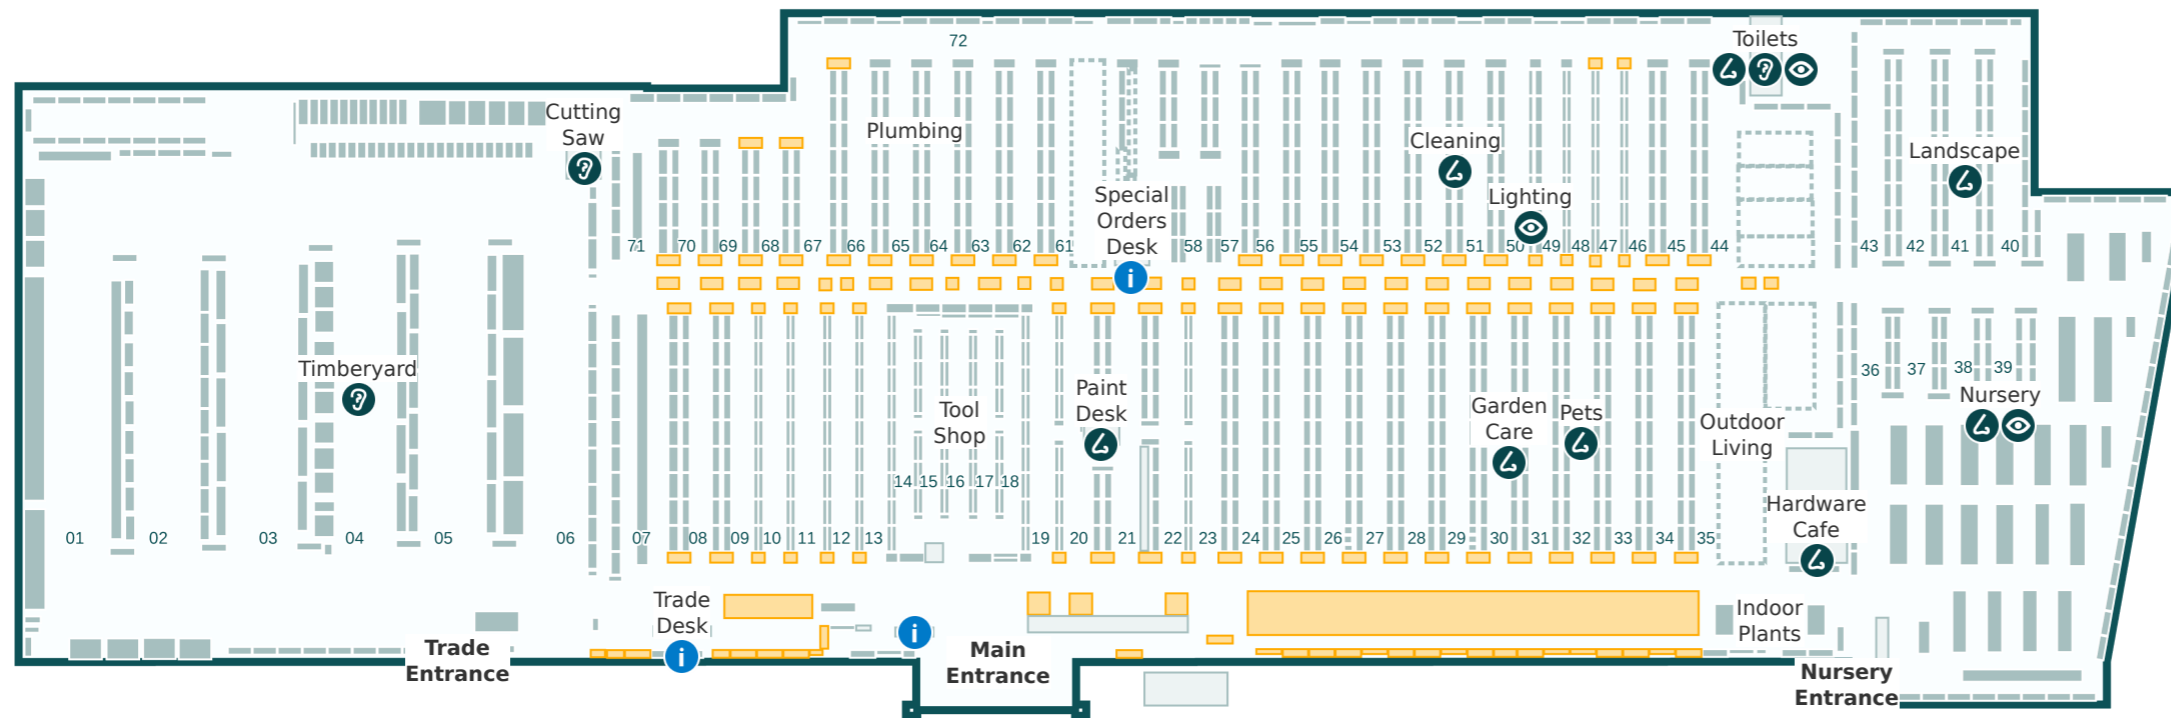 72
Toilets
Cutting
Saw
Plumbing
Cleaning
Landscape
Lighting
Special
Orders
Desk
71 70 69 68 67 66 65 64 63 62 61 58 57 56 55 54 53 52 51 50 49 48 47 46 45 44 43 42 41 40
i
Timberyard
36 37 38 39
Paint
Desk
Tool
Shop
Garden
Care
Pets
Outdoor
Living
Nursery
14 15 16 17 18
Hardware
Cafe
01 02 03 04 05 06 07 08 09 10 11 12 13 19 20 21 22 23 24 25 26 27 28 29 30 31 32 33 34 35
Trade
Desk
i
i
Indoor
Plants
Trade
Entrance
Main
Entrance
Nursery
Entrance